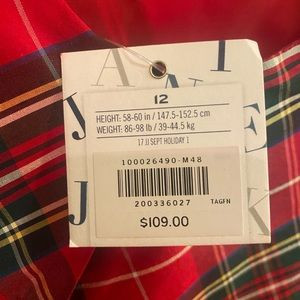 J A N I E
12
HEIGHT: 58-60 in / 147.5-152.5 cm
WEIGHT: 86-98 lb / 39-44.5 kg
17 JJ SEPT HOLIDAY 1
100026490-M48
200336027 TAGFN
$109.00
J A C K